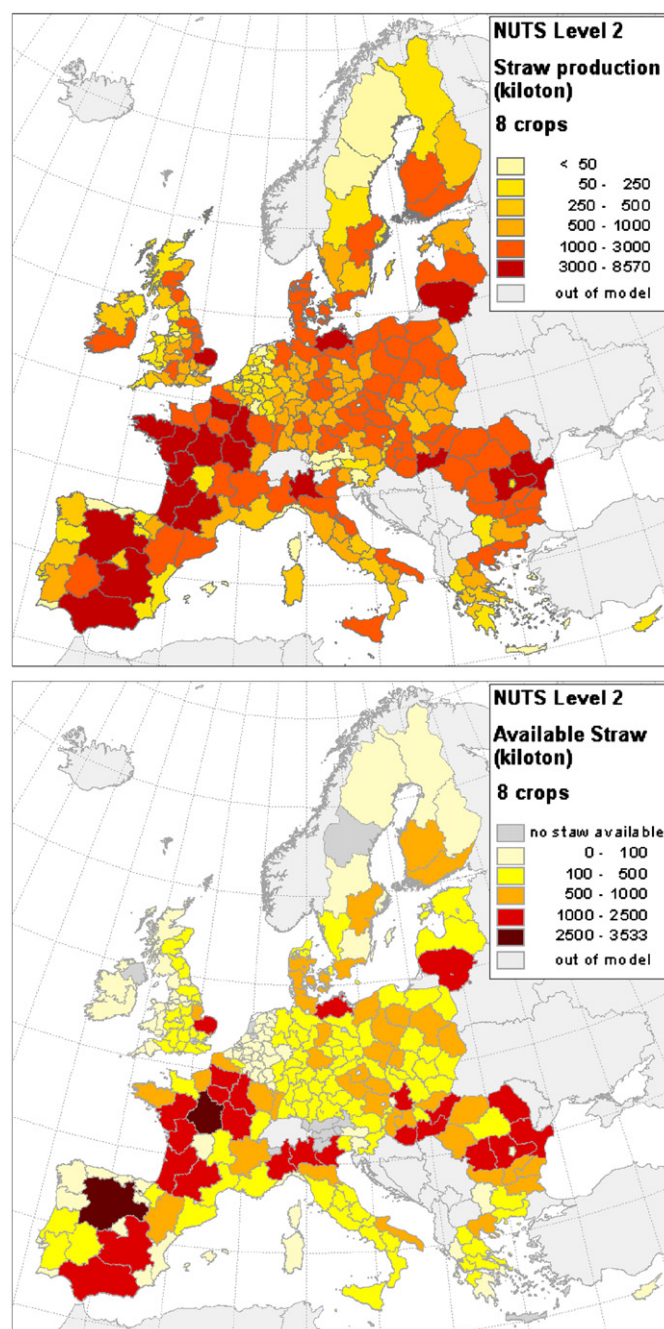 NUTS Level 2
Straw production
(kiloton)
8 crops
< 50
50 - 250
250 - 500
500 - 1000
1000 - 3000
3000 - 8570
out of model
NUTS Level 2
Available Straw
(kiloton)
8 crops
no staw available
0 - 100
100 - 500
500 - 1000
1000 - 2500
2500 - 3533
out of model